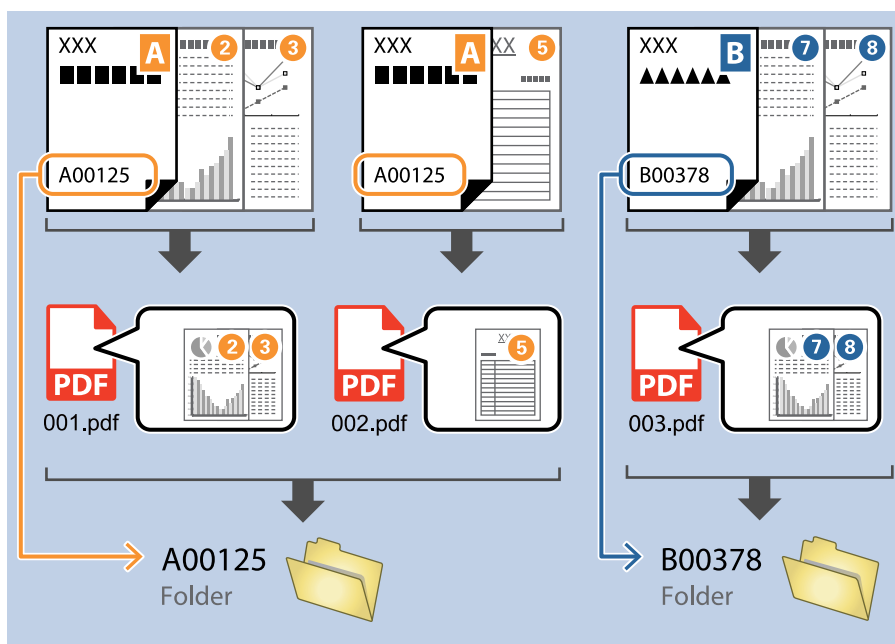 XXX
A
2
3
A00125
XXX
A
XX
5
A00125
XXX
B
7
8
B00378
PDF
2
3
001.pdf
PDF
5
002.pdf
PDF
7
8
003.pdf
A00125
Folder
B00378
Folder